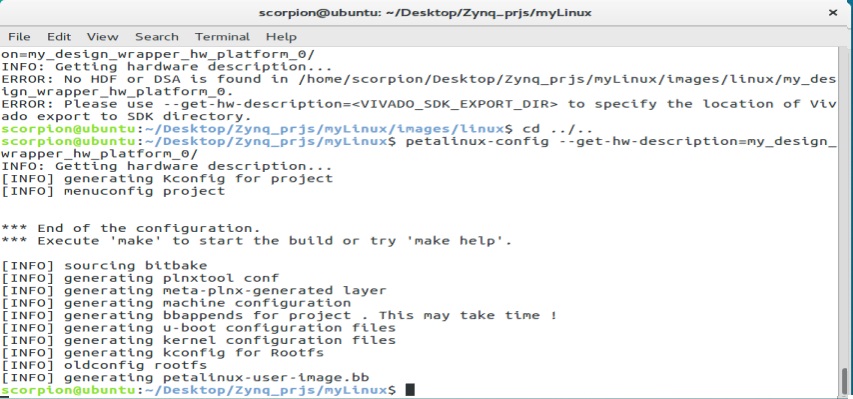 scorpion@ubuntu: ~/Desktop/Zynq_prjs/myLinux
File Edit View Search Terminal Help
on=my_design_wrapper_hw_platform_0/
INFO: Getting hardware description...
ERROR: No HDF or DSA is found in /home/scorpion/Desktop/Zynq_prjs/myLinux/images/linux/my_des
ign_wrapper_hw_platform_0.
ERROR: Please use --get-hw-description=<VIVADO_SDK_EXPORT_DIR> to specify the location of Viv
ado export to SDK directory.
scorpion@ubuntu:~/Desktop/Zynq_prjs/myLinux/images/linux$ cd ../..
scorpion@ubuntu:~/Desktop/Zynq_prjs/myLinux$ petalinux-config --get-hw-description=my_design_
wrapper_hw_platform_0/
INFO: Getting hardware description...
[INFO] generating Kconfig for project
[INFO] menuconfig project
*** End of the configuration.
*** Execute 'make' to start the build or try 'make help'.
[INFO] sourcing bitbake
[INFO] generating plnxtool conf
[INFO] generating meta-plnx-generated layer
[INFO] generating machine configuration
[INFO] generating bbappends for project . This may take time !
[INFO] generating u-boot configuration files
[INFO] generating kernel configuration files
[INFO] generating kconfig for Rootfs
[INFO] oldconfig rootfs
[INFO] generating petalinux-user-image.bb
scorpion@ubuntu:~/Desktop/Zynq_prjs/myLinux$